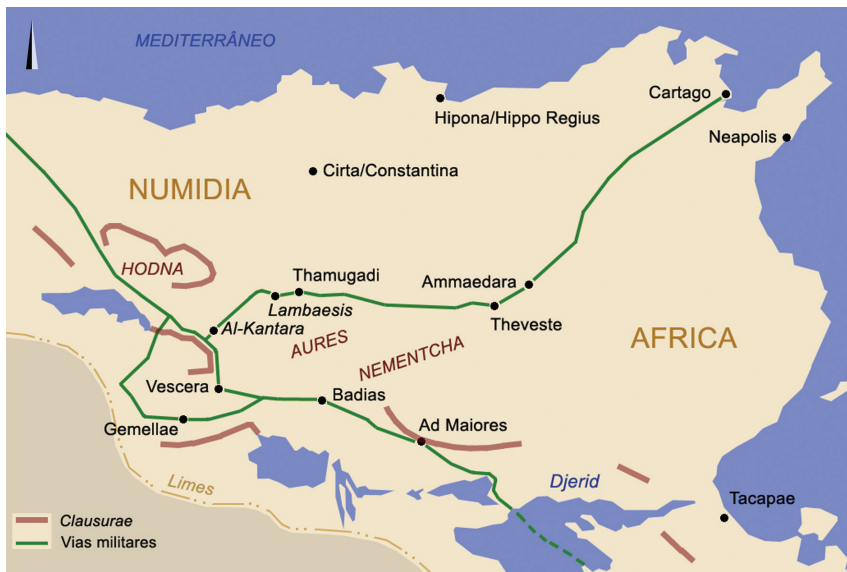 MEDITERRÂNEO
Cartago
Hipona/Hippo Regius
Neapolis
Cirta/Constantina
NUMIDIA
HODNA
Thamugadi
Ammaedara
Lambaesis
Al-Kantara
Theveste
AURES
AFRICA
NEMENTCHA
Vescera
Badias
Gemellae
Ad Maiores
Limes
Djerid
Tacapae
Clausurae
Vias militares